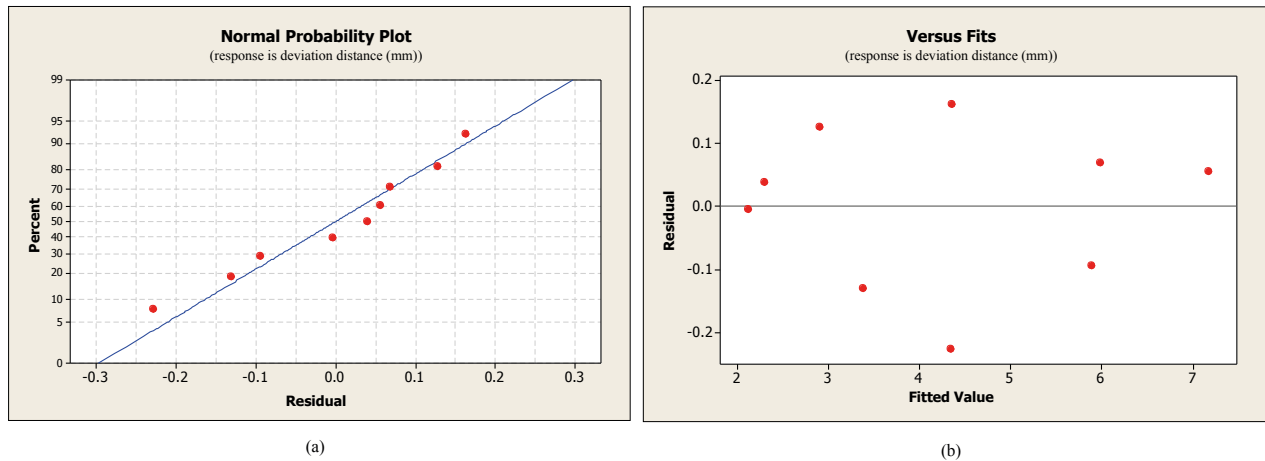 Normal Probability Plot
(response is deviation distance (mm))
Percent
99
95
90
80
70
60
50
40
30
20
10
5
0
-0.3 -0.2 -0.1 0.0 0.1 0.2 0.3
Residual
(a)
Versus Fits
(response is deviation distance (mm))
Residual
0.2
0.1
0.0
-0.1
-0.2
2 3 4 5 6 7
Fitted Value
(b)